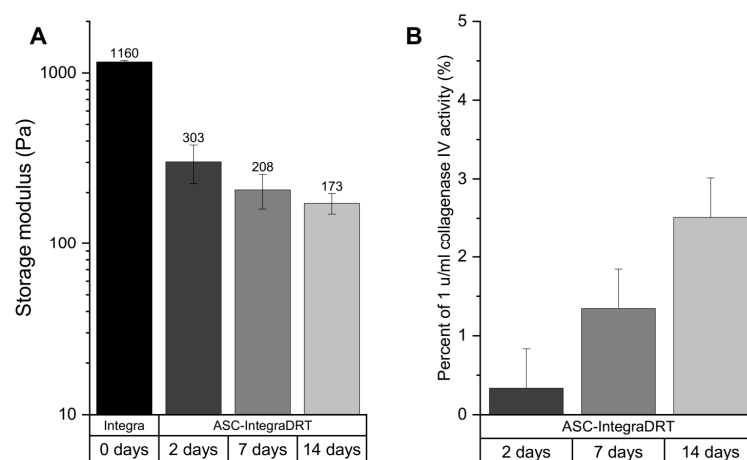 A
Storage modulus (Pa)
1000
100
10
1160
303
208
173
Integra
ASC-IntegraDRT
0 days
2 days
7 days
14 days
B
Percent of 1 u/ml collagenase IV activity (%)
5
4
3
2
1
0
ASC-IntegraDRT
2 days
7 days
14 days